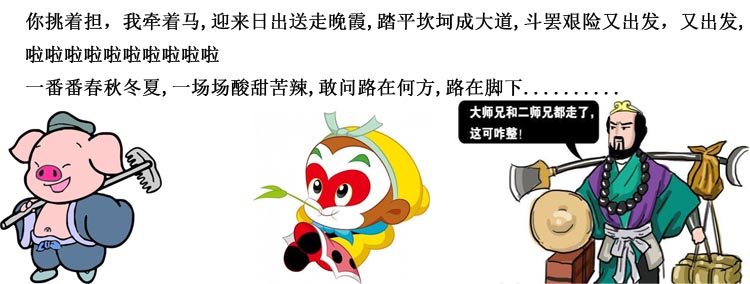 你挑着担，我牵着马,迎来日出送走晚霞,踏平坎坷成大道,斗罢艰险又出发，又出发,
啦啦啦啦啦啦啦啦啦啦
一番番春秋冬夏,一场场酸甜苦辣,敢问路在何方,路在脚下..........
大师兄和二师兄都走了，
这可咋整!